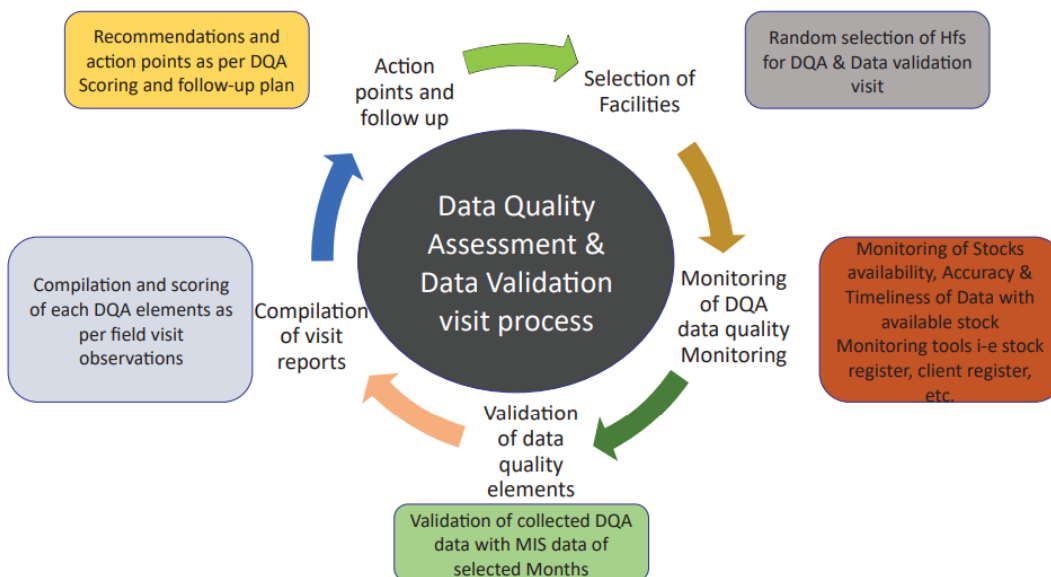 Recommendations and
action points as per DQA
Scoring and follow-up plan
Action
points and
follow up
Selection of
Facilities
Random selection of Hfs
for DQA & Data validation
visit
Data Quality
Assessment &
Data Validation
visit process
Monitoring
of DQA
data quality
Monitoring
Monitoring of Stocks
availability, Accuracy &
Timeliness of Data with
available stock
Monitoring tools i-e stock
register, client register,
etc.
Compilation and scoring
of each DQA elements as
per field visit
observations
Compilation
of visit
reports
Validation
of data
quality
elements
Validation of collected DQA
data with MIS data of
selected Months